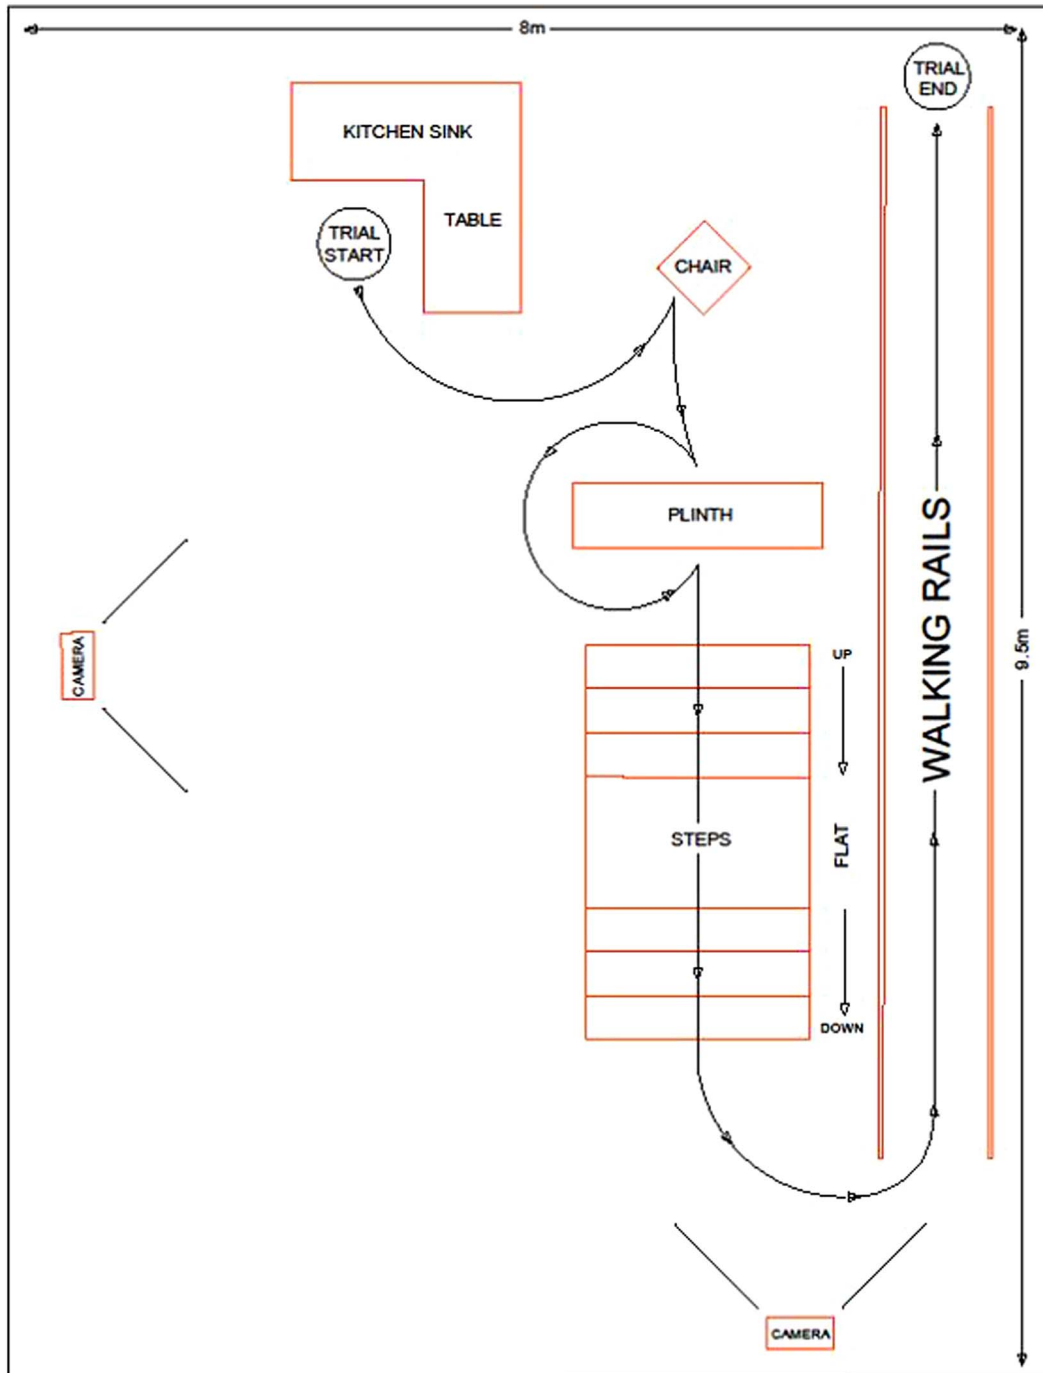 8m
TRIAL
END
KITCHEN SINK
TABLE
TRIAL
START
CHAIR
PLINTH
WALKING RAILS
9.5m
CAMERA
UP
STEPS
FLAT
DOWN
CAMERA